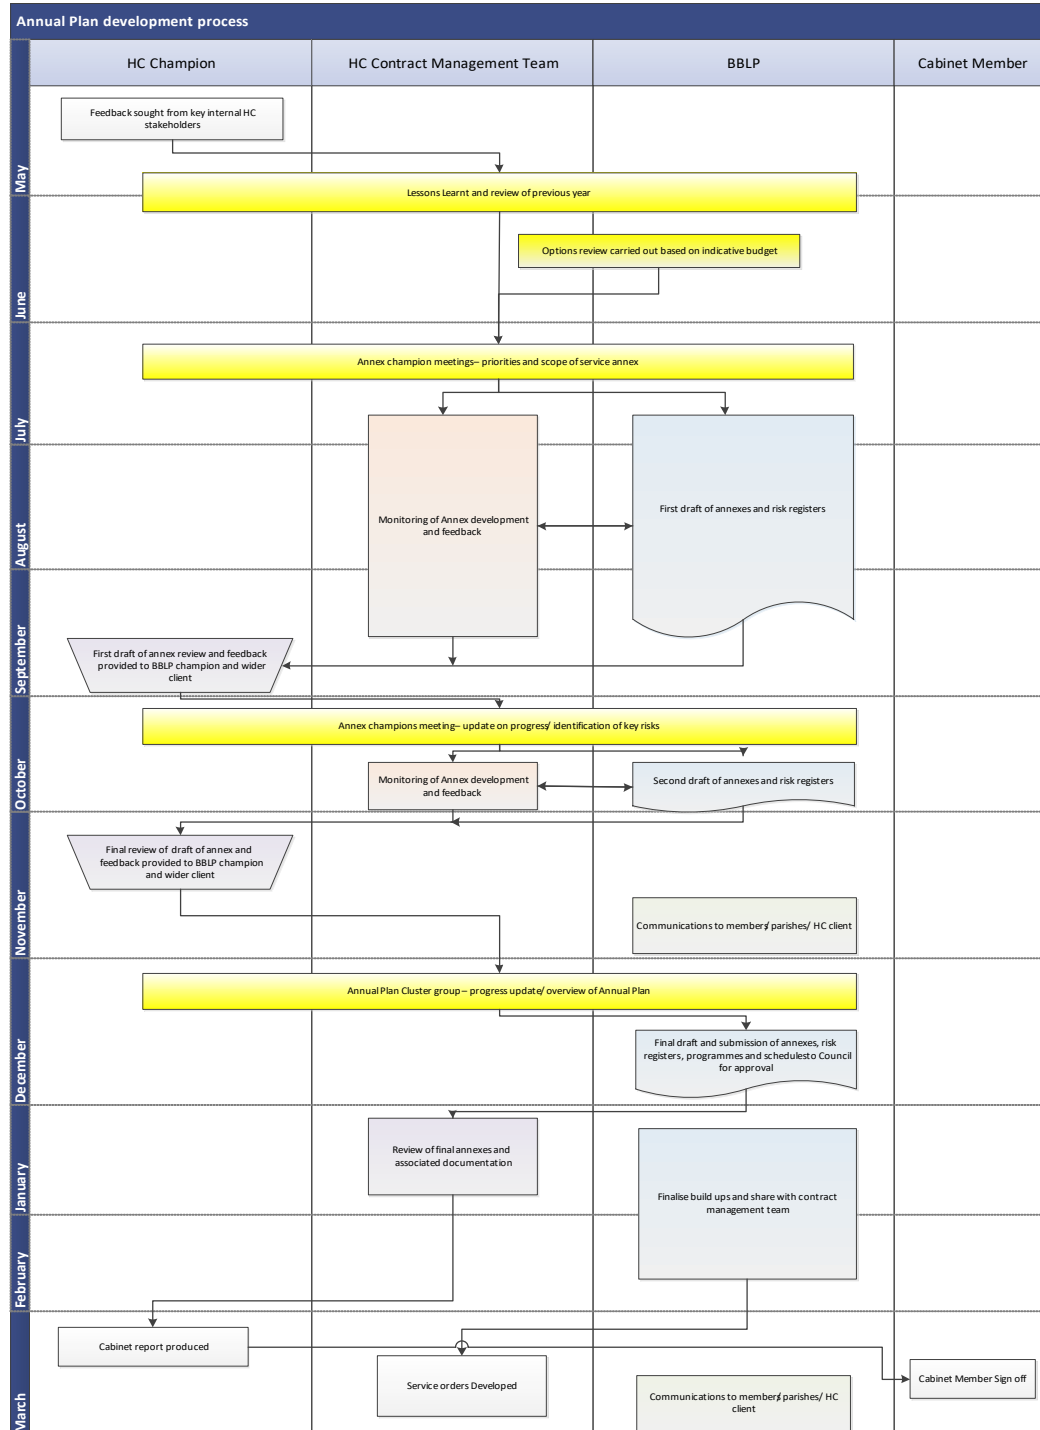 Annual Plan development process
HC Champion
HC Contract Management Team
BBLP
Cabinet Member
May
Feedback sought from key internal HC
stakeholders
Lessons Learnt and review of previous year
June
Options review carried out based on indicative budget
July
Annex champion meetings– priorities and scope of service annex
August
Monitoring of Annex development
and feedback
First draft of annexes and risk registers
September
First draft of annex review and feedback
provided to BBLP champion and wider
client
October
Annex champions meeting– update on progress/ identification of key risks
Monitoring of Annex development
and feedback
Second draft of annexes and risk registers
November
Final review of draft of annex and
feedback provided to BBLP champion
and wider client
Communications to members/ parishes/ HC client
December
Annual Plan Cluster group – progress update/ overview of Annual Plan
Final draft and submission of annexes, risk
registers, programmes and schedulesto Council
for approval
January
Review of final annexes and
associated documentation
Finalise build ups and share with contract
management team
February
March
Cabinet report produced
Service orders Developed
Cabinet Member Sign off
Communications to members/ parishes/ HC
client